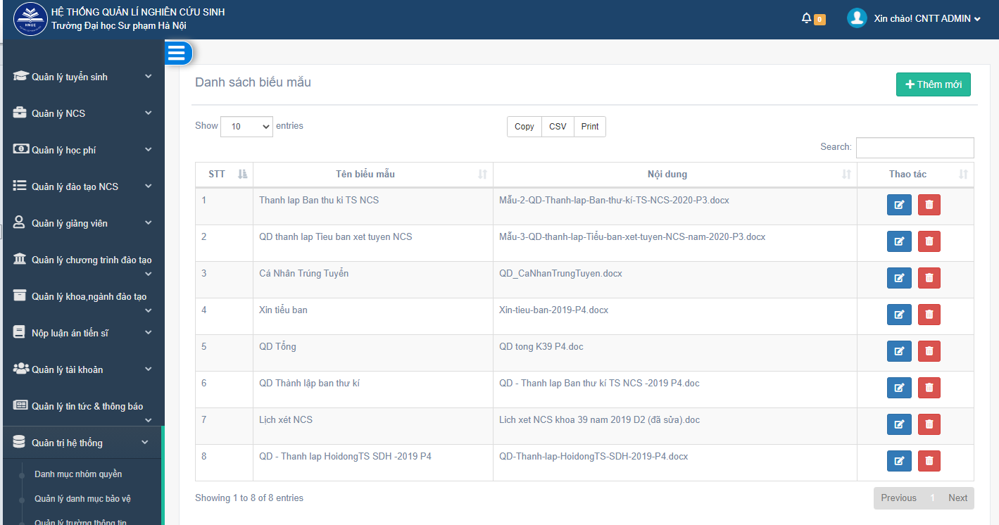 HỆ THỐNG QUẢN LÍ NGHIÊN CỨU SINH
Trường Đại học Sư phạm Hà Nội
HNUE
0
Xin chào! CNTT ADMIN
Quản lý tuyển sinh
Quản lý NCS
Quản lý học phí
Quản lý đào tạo NCS
Quản lý giảng viên
Quản lý chương trình đào tạo
Quản lý khoa,ngành đào tạo
Nộp luận án tiến sĩ
Quản lý tài khoản
Quản lý tin tức & thông báo
Quản trị hệ thống
Danh mục nhóm quyền
Quản lý danh mục bảo vệ
Quản lý trường thông tin
Danh sách biểu mẫu
Thêm mới
Show 10 entries
Copy CSV Print
Search:
STT Tên biểu mẫu Nội dung Thao tác
1 Thanh lap Ban thu ki TS NCS Mẫu-2-QD-Thanh-lap-Ban-thư-kí-TS-NCS-2020-P3.docx
2 QD thanh lap Tieu ban xet tuyen NCS Mẫu-3-QD-thanh-lap-Tiểu-ban-xet-tuyen-NCS-nam-2020-P3.docx
3 Cá Nhân Trúng Tuyển QD_CaNhanTrungTuyen.docx
4 Xin tiểu ban Xin-tieu-ban-2019-P4.docx
5 QD Tổng QD tong K39 P4.doc
6 QD Thành lập ban thư kí QD - Thanh lap Ban thư kí TS NCS -2019 P4.doc
7 Lịch xét NCS Lich xet NCS khoa 39 nam 2019 D2 (đã sửa).doc
8 QD - Thanh lap HoidongTS SDH -2019 P4 QD-Thanh-lap-HoidongTS-SDH-2019-P4.docx
Showing 1 to 8 of 8 entries
Previous 1 Next